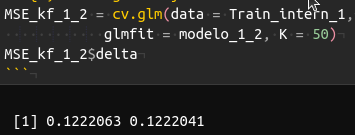 MSE_kf_1_2 = cv.glm(data = Train_intern_1,
glmfit = modelo_1_2, K = 50)
MSE_kf_1_2$delta
```
[1] 0.1222063 0.1222041